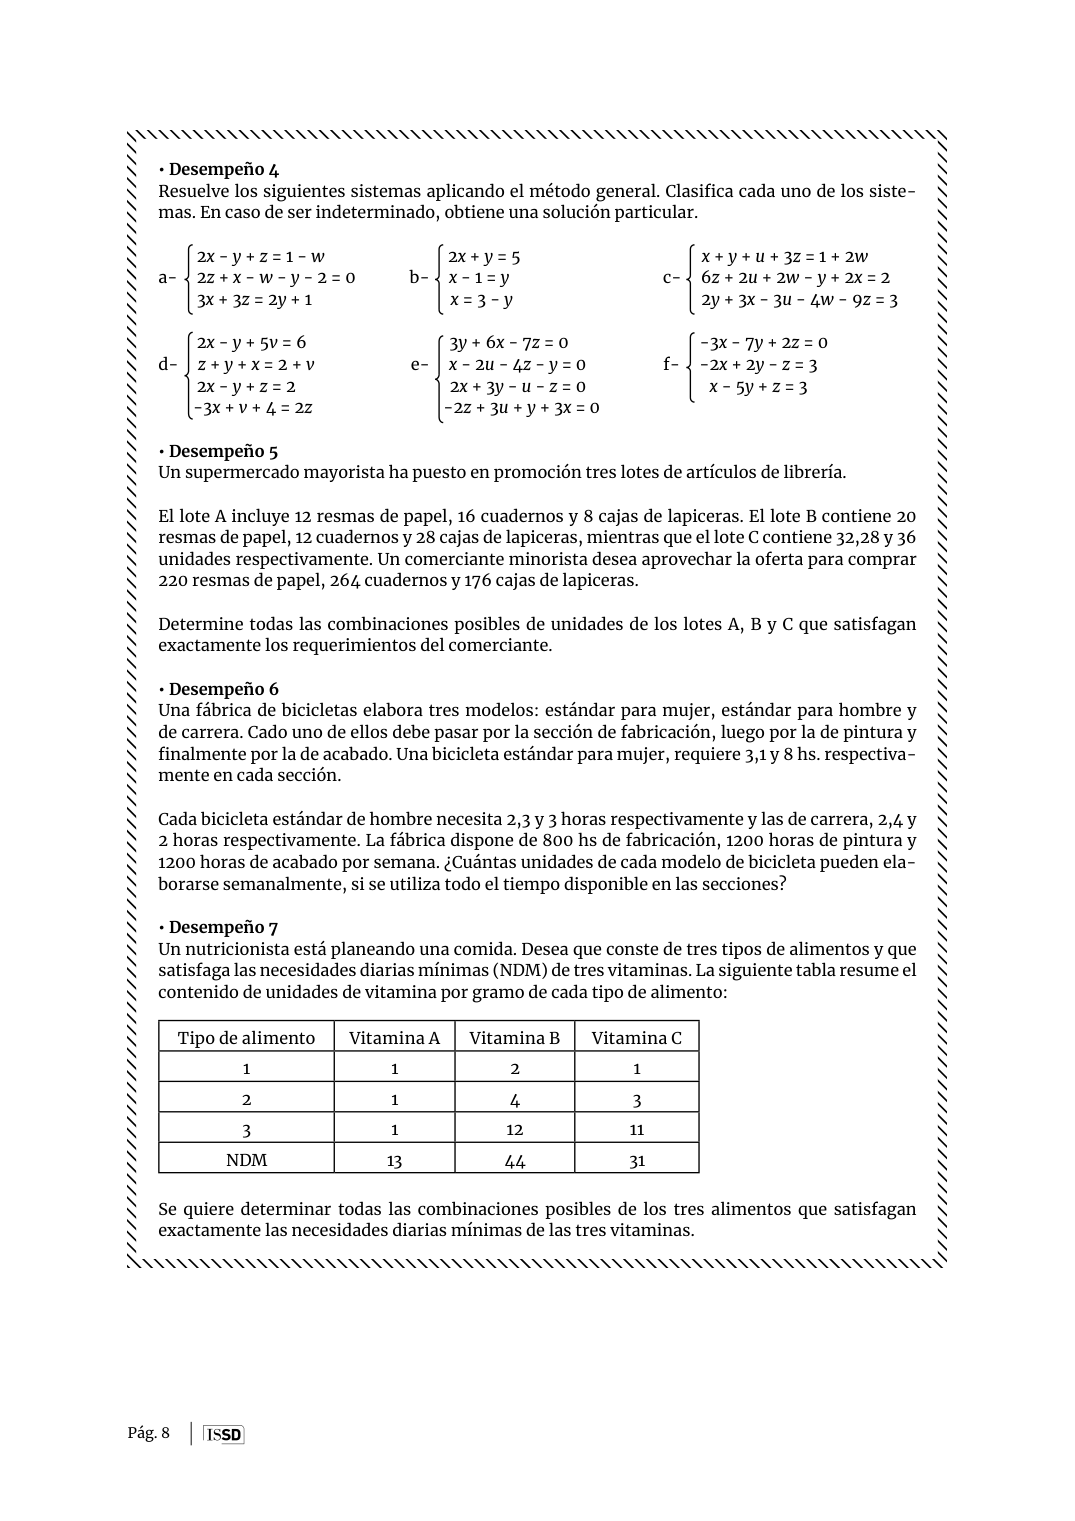 • Desempeño 4
Resuelve los siguientes sistemas aplicando el método general. Clasifica cada uno de los siste-
mas. En caso de ser indeterminado, obtiene una solución particular.
a-
2x - y + z = 1 - w
2z + x - w - y - 2 = 0
3x + 3z = 2y + 1
b-
2x + y = 5
x - 1 = y
x = 3 - y
c-
x + y + u + 3z = 1 + 2w
6z + 2u + 2w - y + 2x = 2
2y + 3x - 3u - 4w - 9z = 3
d-
2x - y + 5v = 6
z + y + x = 2 + v
2x - y + z = 2
-3x + v + 4 = 2z
e-
3y + 6x - 7z = 0
x - 2u - 4z - y = 0
2x + 3y - u - z = 0
-2z + 3u + y + 3x = 0
f-
-3x - 7y + 2z = 0
-2x + 2y - z = 3
x - 5y + z = 3
• Desempeño 5
Un supermercado mayorista ha puesto en promoción tres lotes de artículos de librería.
El lote A incluye 12 resmas de papel, 16 cuadernos y 8 cajas de lapiceras. El lote B contiene 20
resmas de papel, 12 cuadernos y 28 cajas de lapiceras, mientras que el lote C contiene 32,28 y 36
unidades respectivamente. Un comerciante minorista desea aprovechar la oferta para comprar
220 resmas de papel, 264 cuadernos y 176 cajas de lapiceras.
Determine todas las combinaciones posibles de unidades de los lotes A, B y C que satisfagan
exactamente los requerimientos del comerciante.
• Desempeño 6
Una fábrica de bicicletas elabora tres modelos: estándar para mujer, estándar para hombre y
de carrera. Cado uno de ellos debe pasar por la sección de fabricación, luego por la de pintura y
finalmente por la de acabado. Una bicicleta estándar para mujer, requiere 3,1 y 8 hs. respectiva-
mente en cada sección.
Cada bicicleta estándar de hombre necesita 2,3 y 3 horas respectivamente y las de carrera, 2,4 y
2 horas respectivamente. La fábrica dispone de 800 hs de fabricación, 1200 horas de pintura y
1200 horas de acabado por semana. ¿Cuántas unidades de cada modelo de bicicleta pueden ela-
borarse semanalmente, si se utiliza todo el tiempo disponible en las secciones?
• Desempeño 7
Un nutricionista está planeando una comida. Desea que conste de tres tipos de alimentos y que
satisfaga las necesidades diarias mínimas (NDM) de tres vitaminas. La siguiente tabla resume el
contenido de unidades de vitamina por gramo de cada tipo de alimento:
Tipo de alimento Vitamina A Vitamina B Vitamina C
1 1 2 1
2 1 4 3
3 1 12 11
NDM 13 44 31
Se quiere determinar todas las combinaciones posibles de los tres alimentos que satisfagan
exactamente las necesidades diarias mínimas de las tres vitaminas.
Pág. 8 ISSD